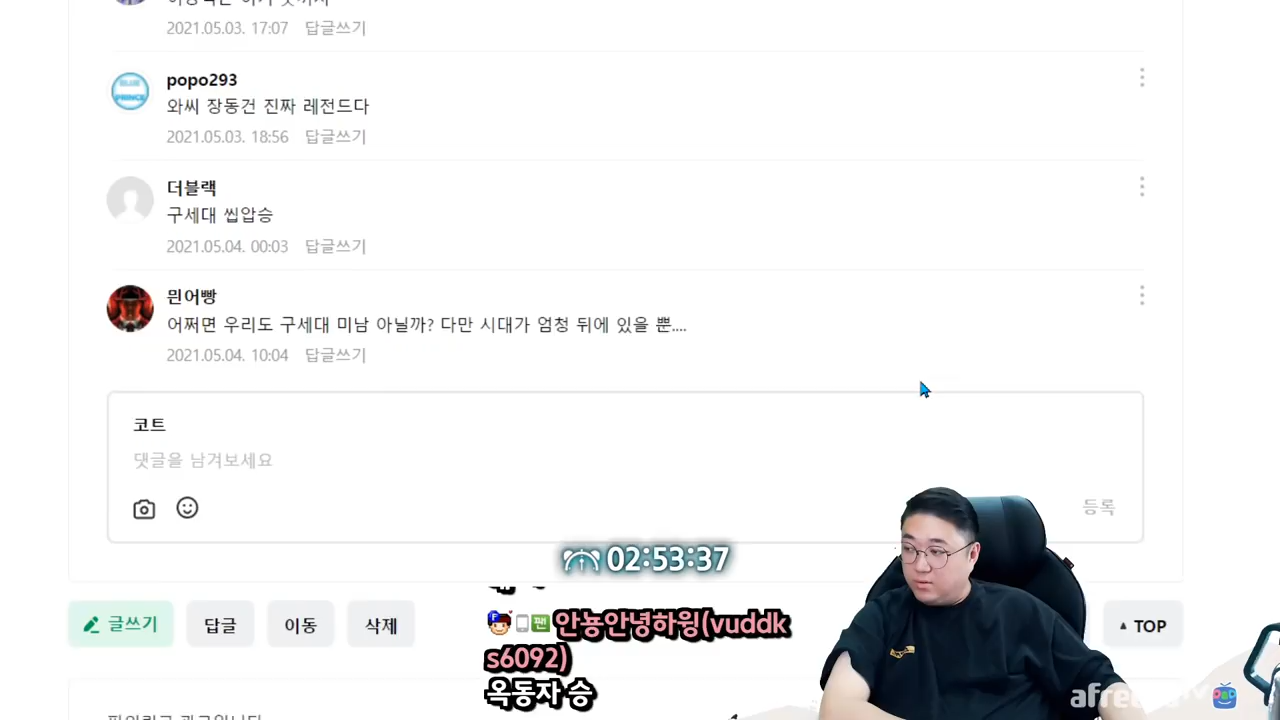 2021.05.03. 17:07 답글쓰기
popo293
와씨 장동건 진짜 레전드다
2021.05.03. 18:56 답글쓰기
더블랙
구세대 씹압승
2021.05.04. 00:03 답글쓰기
믠어빵
어쩌면 우리도 구세대 미남 아닐까? 다만 시대가 엄청 뒤에 있을 뿐....
2021.05.04. 10:04 답글쓰기
코트
댓글을 남겨보세요
등록
02:53:37
글쓰기 답글 이동 삭제 TOP
팬 안뇽안녕하윙(vuddk
s6092)
옥동자 승